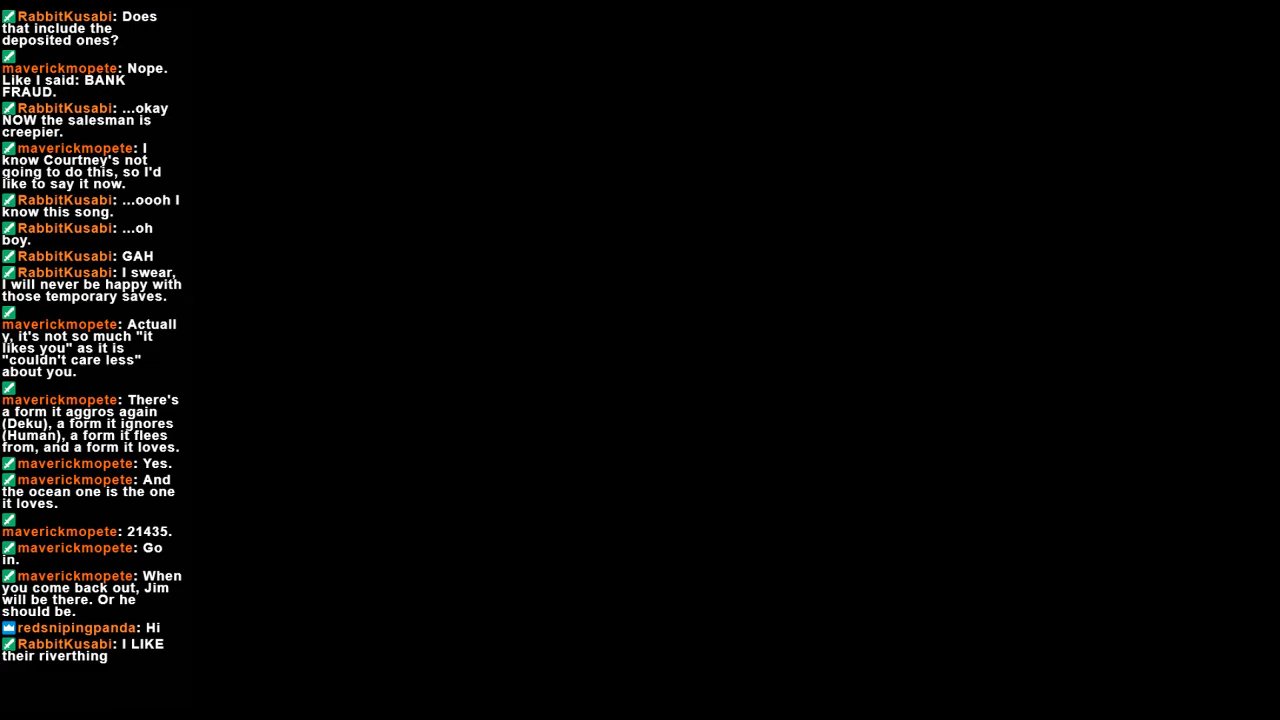 RabbitKusabi: Does
that include the
deposited ones?
maverickmopete: Nope.
Like I said: BANK
FRAUD.
RabbitKusabi: ...okay
NOW the salesman is
creepier.
maverickmopete: I
know Courtney's not
going to do this, so I'd
like to say it now.
RabbitKusabi: ...oooh I
know this song.
RabbitKusabi: ...oh
boy.
RabbitKusabi: GAH
RabbitKusabi: I swear,
I will never be happy with
those temporary saves.
maverickmopete: Actuall
y, it's not so much "it
likes you" as it is
"couldn't care less"
about you.
maverickmopete: There's
a form it aggros again
(Deku), a form it ignores
(Human), a form it flees
from, and a form it loves.
maverickmopete: Yes.
maverickmopete: And
the ocean one is the one
it loves.
maverickmopete: 21435.
maverickmopete: Go
in.
maverickmopete: When
you come back out, Jim
will be there. Or he
should be.
redsnipingpanda: Hi
RabbitKusabi: I LIKE
their riverthing